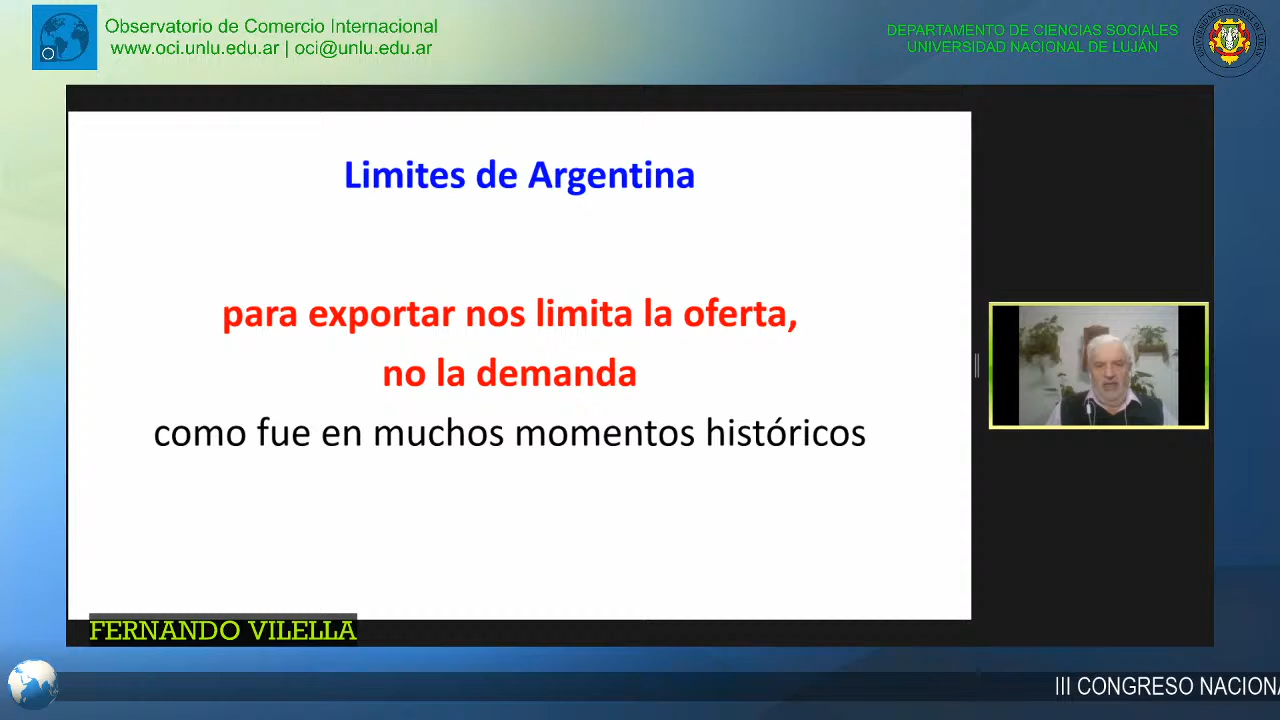 Observatorio de Comercio Internacional
www.oci.unlu.edu.ar | oci@unlu.edu.ar
DEPARTAMENTO DE CIENCIAS SOCIALES
UNIVERSIDAD NACIONAL DE LUJÁN
Limites de Argentina
para exportar nos limita la oferta,
no la demanda
como fue en muchos momentos históricos
FERNANDO VILELLA
III CONGRESO NACIONA